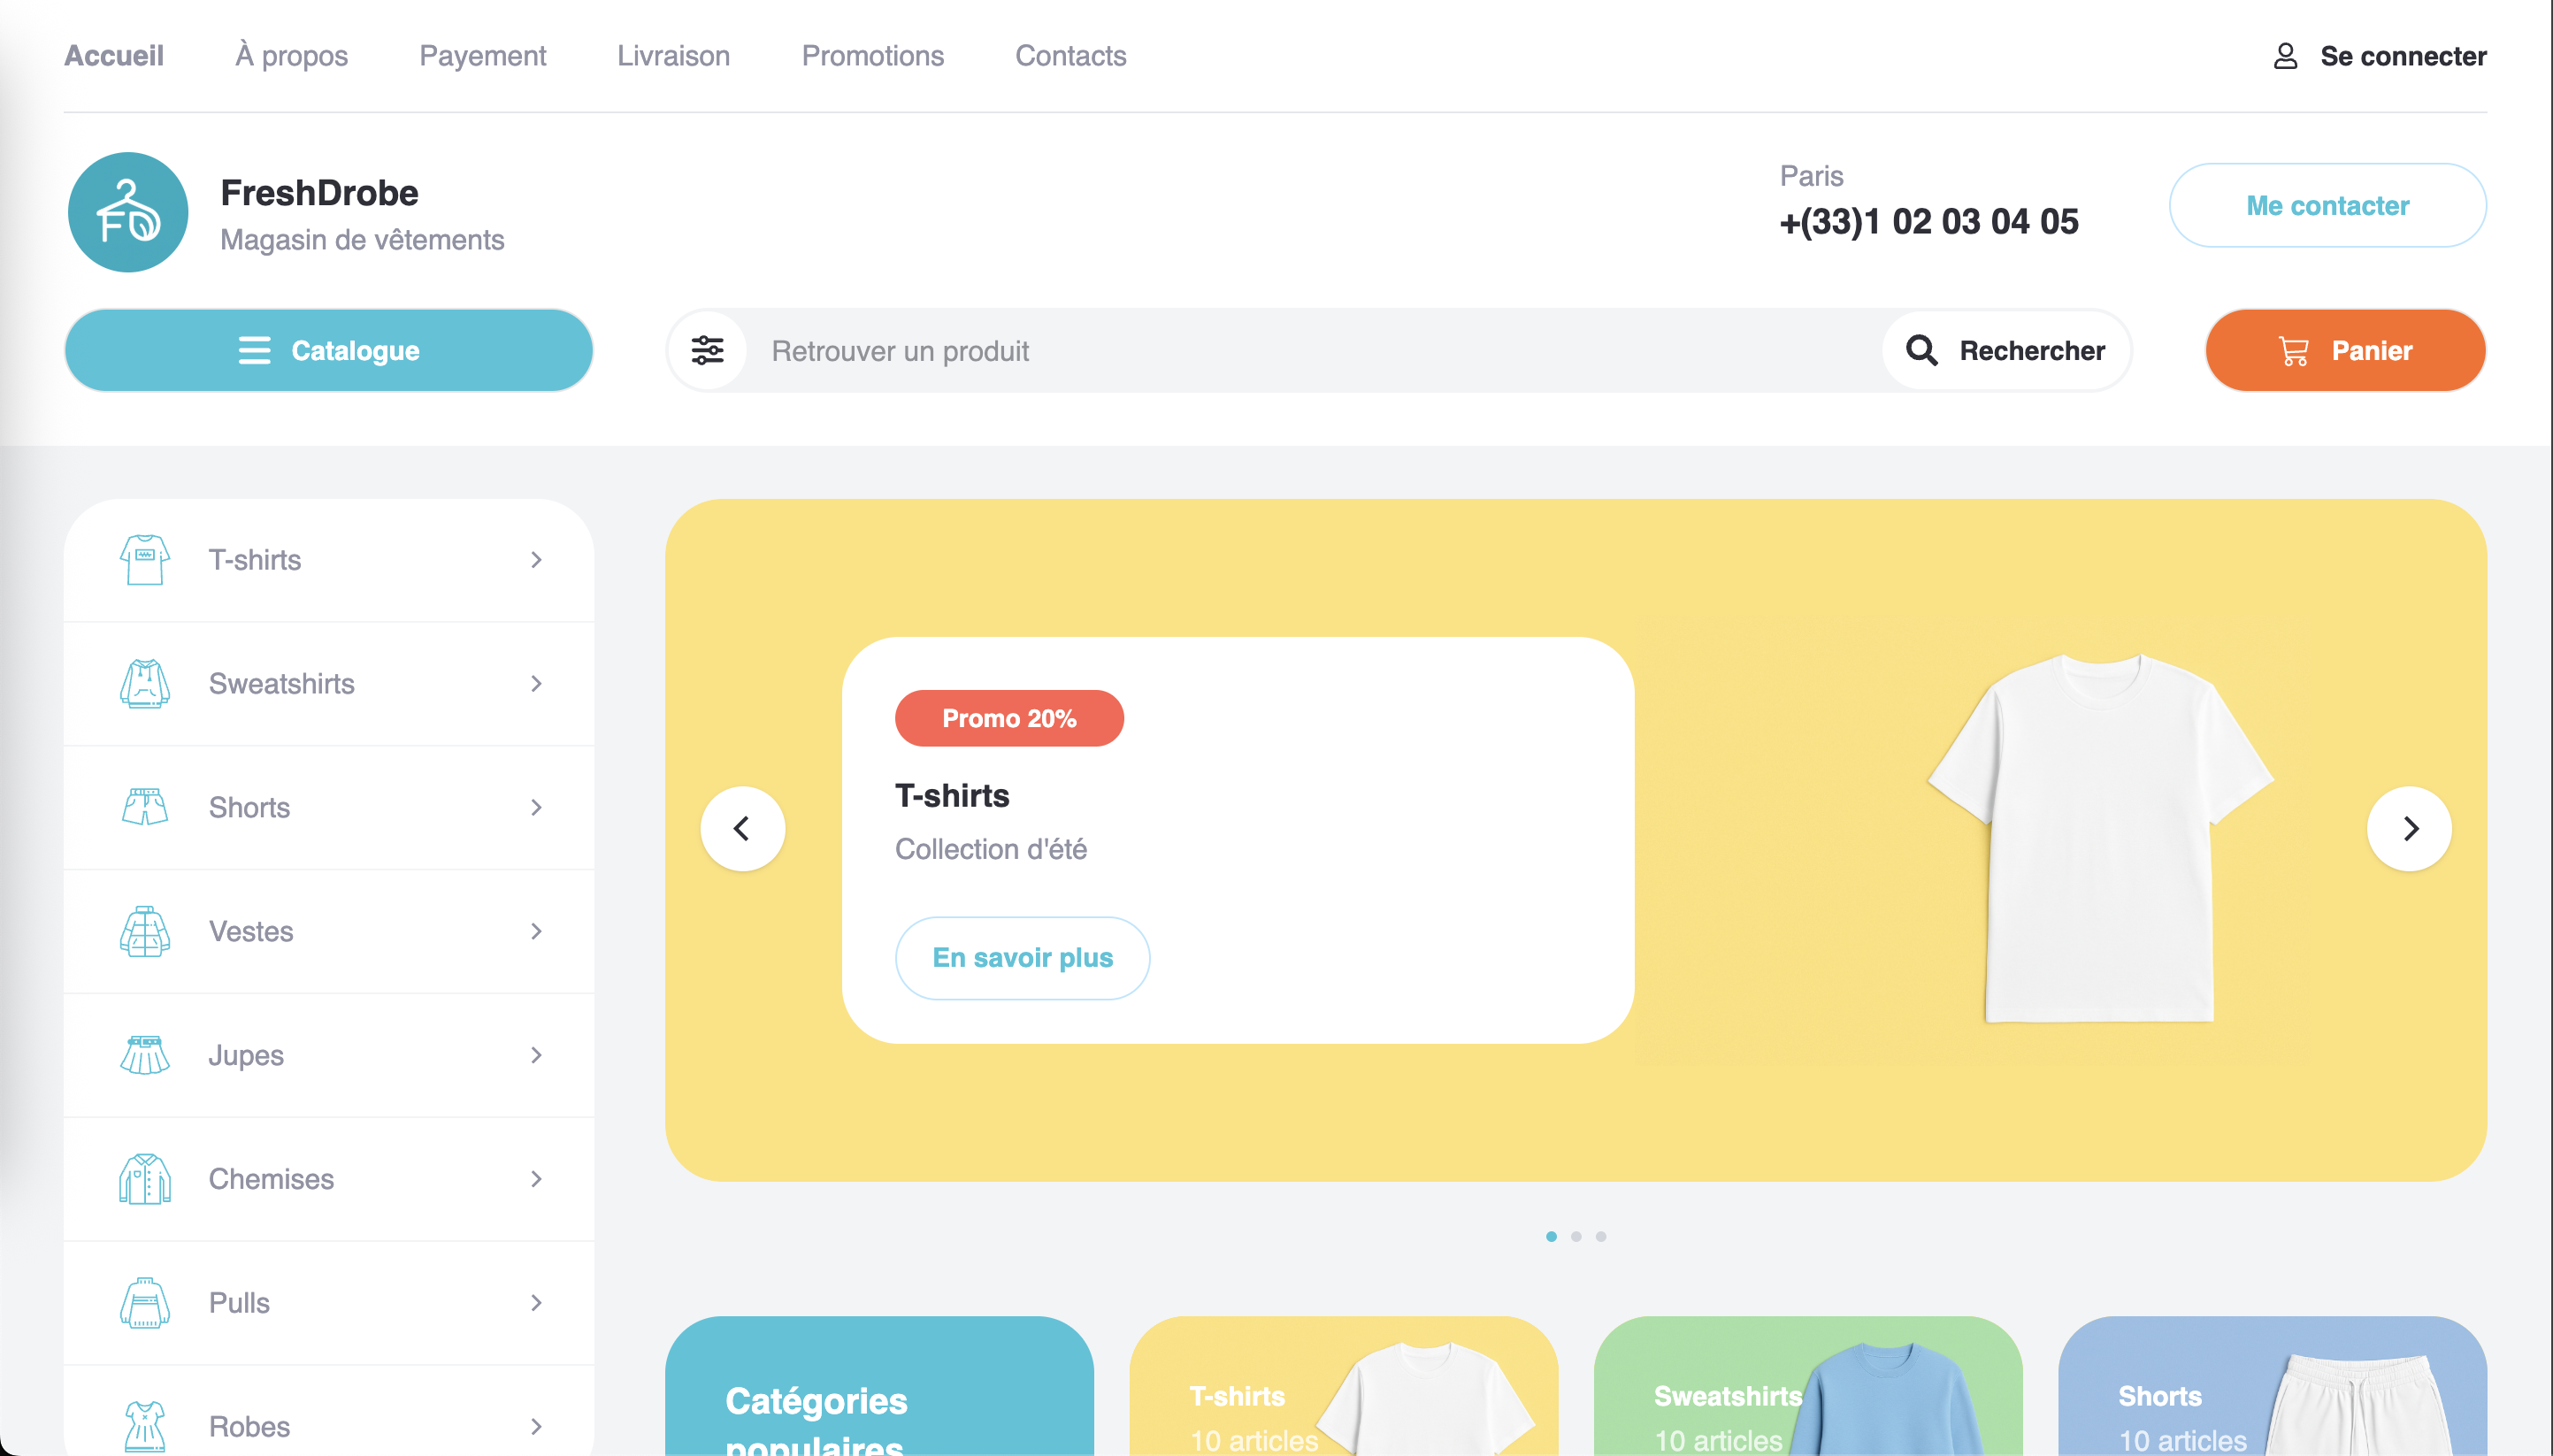 Accueil
À propos
Payement
Livraison
Promotions
Contacts
Se connecter
FD
FreshDrobe
Magasin de vêtements
Paris
+(33)1 02 03 04 05
Me contacter
Catalogue
Retrouver un produit
Rechercher
Panier
T-shirts
Sweatshirts
Shorts
Vestes
Jupes
Chemises
Pulls
Robes
Promo 20%
T-shirts
Collection d'été
En savoir plus
Catégories
populaires
T-shirts
10 articles
Sweatshirts
10 articles
Shorts
10 articles